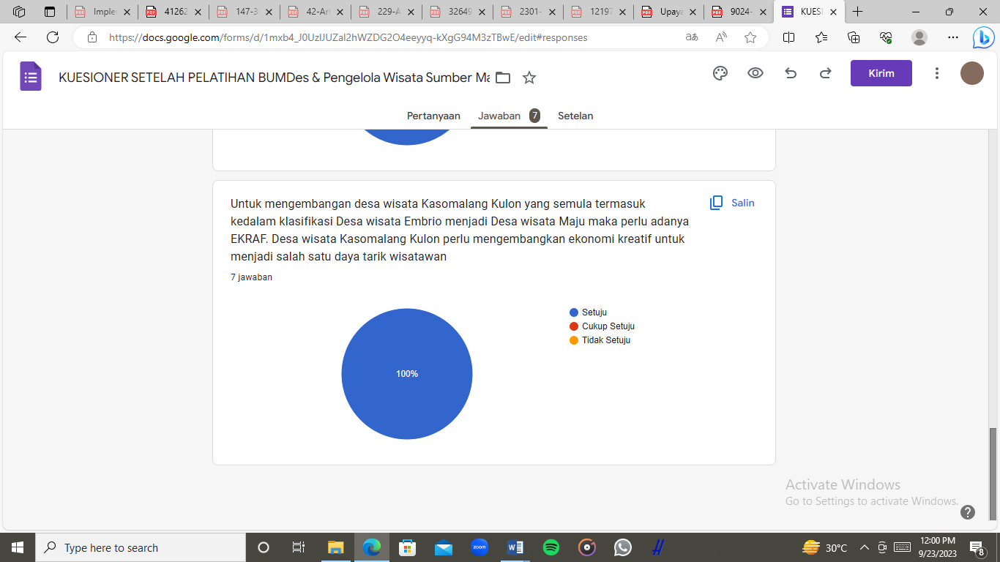 Imple
41262
147-3
42-Ar
229-A
32649
2301-
12197
Upaya
9024-
KUESI
https://docs.google.com/forms/d/1mxb4_J0UzlJUZal2hWZDG2O4eeyyq-kXgG94M3zTBwE/edit#responses
KUESIONER SETELAH PELATIHAN BUMDes & Pengelola Wisata Sumber Ma
Kirim
Pertanyaan
Jawaban 7
Setelan
Untuk mengembangan desa wisata Kasomalang Kulon yang semula termasuk
kedalam klasifikasi Desa wisata Embrio menjadi Desa wisata Maju maka perlu adanya
EKRAF. Desa wisata Kasomalang Kulon perlu mengembangkan ekonomi kreatif untuk
menjadi salah satu daya tarik wisatawan
Salin
7 jawaban
100%
Setuju
Cukup Setuju
Tidak Setuju
Activate Windows
Go to Settings to activate Windows.
Type here to search
zoom
30°C
12:00 PM
9/23/2023
8